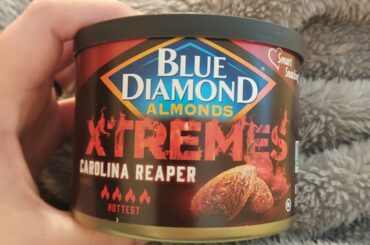 BLUE
DIAMOND
ALMONDS
Smart
Snacking
XTREMES
CAROLINA REAPER
HOTTEST